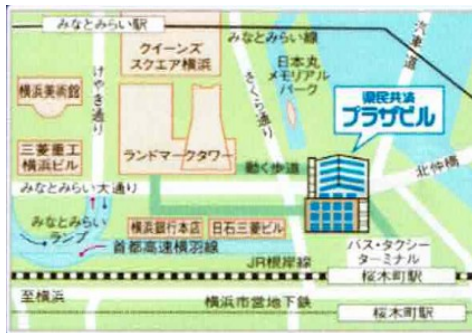 みなとみらい駅
クイーンズ
スクエア横浜
みなとみらい線
汽車道
日本丸
メモリアル
パーク
けやき通り
さくら通り
横浜美術館
県民共済
プラザビル
三菱重工
横浜ビル
ランドマークタワー
動く歩道
北仲橋
みなとみらい大通り
みなとみらい
ランプ
横浜銀行本店
日石三菱ビル
首都高速横羽線
バス・タクシー
ターミナル
JR根岸線
桜木町駅
至横浜
横浜市営地下鉄
桜木町駅